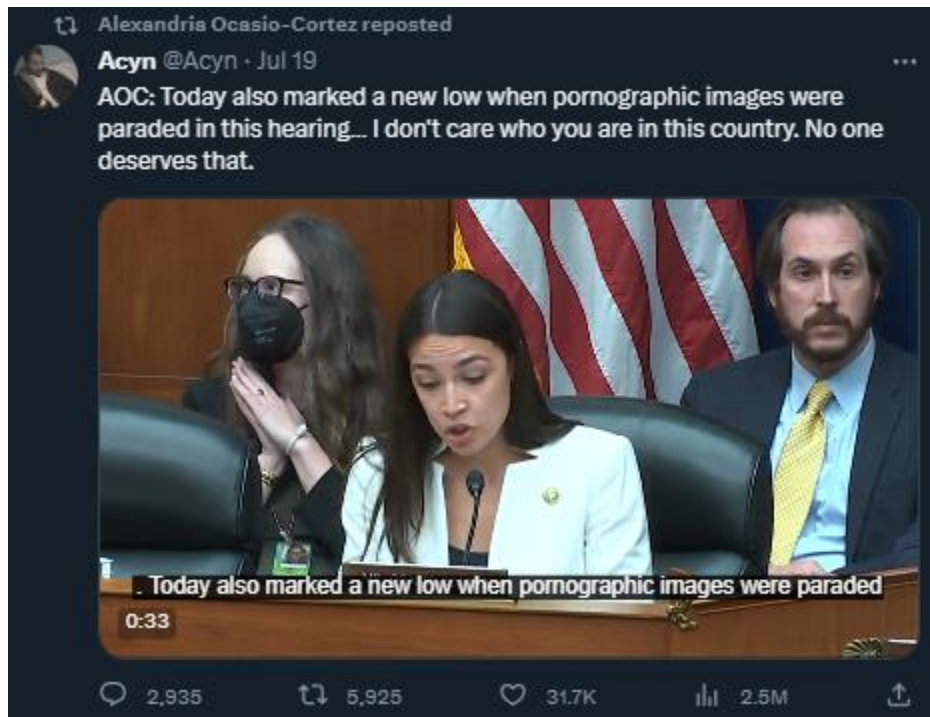 Alexandria Ocasio-Cortez reposted
Acyn @Acyn · Jul 19
AOC: Today also marked a new low when pornographic images were
paraded in this hearing... I don't care who you are in this country. No one
deserves that.
. Today also marked a new low when pornographic images were paraded
0:33
2,935 5,925 31.7K 2.5M